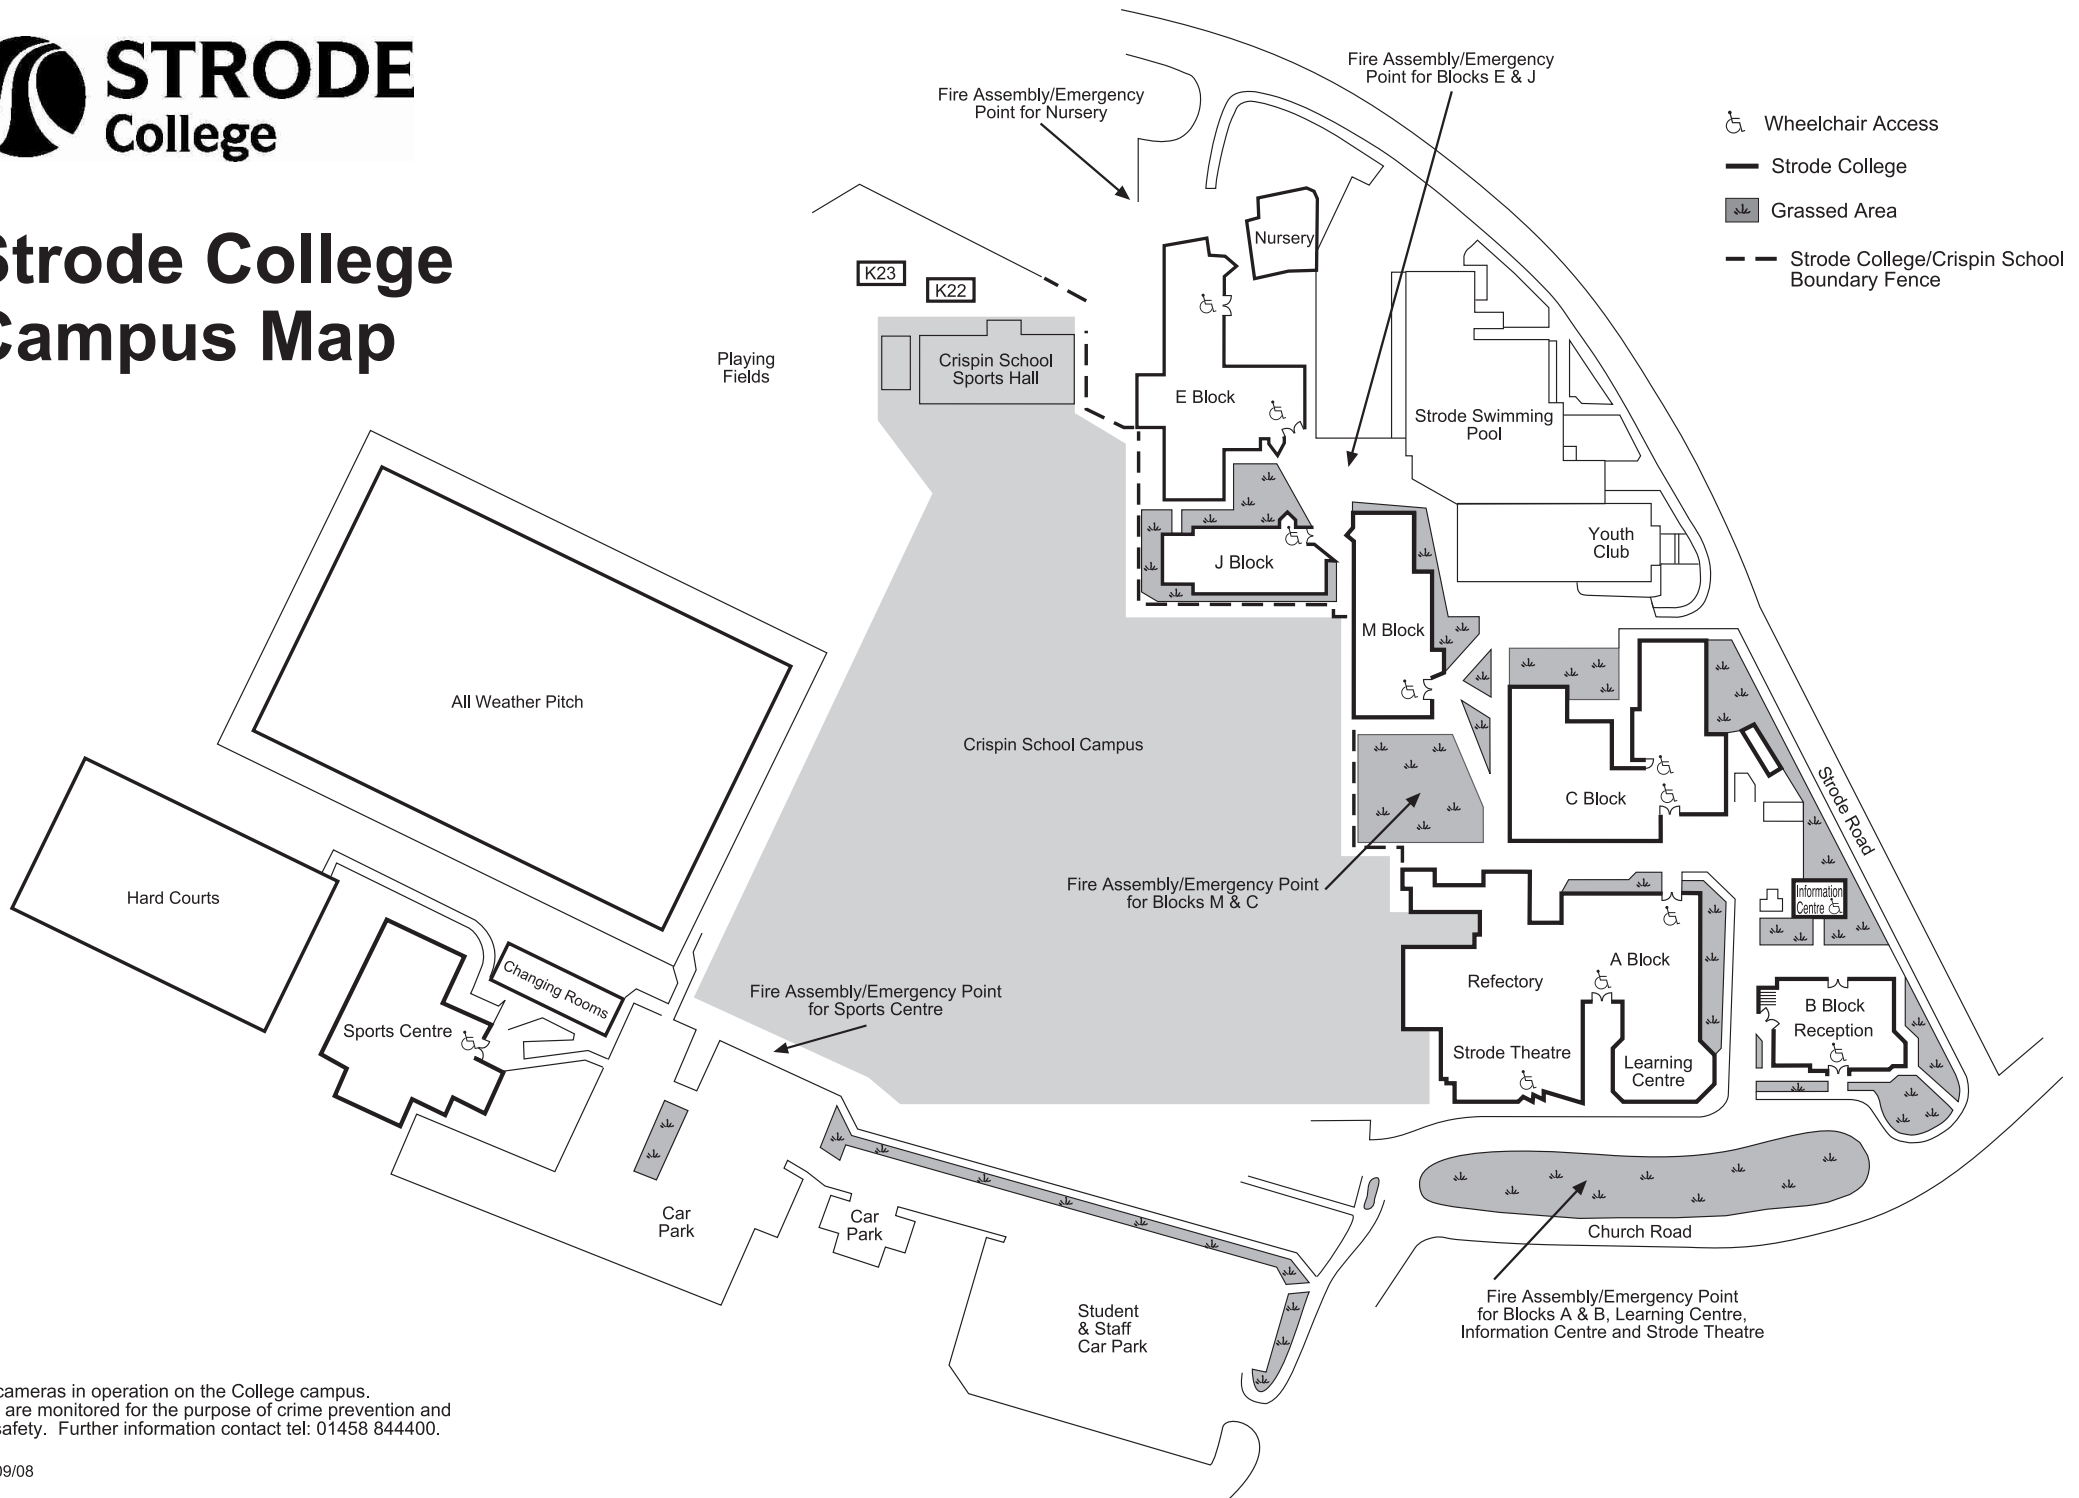 STRODE
College
Strode College
Campus Map
Fire Assembly/Emergency
Point for Nursery
Fire Assembly/Emergency
Point for Blocks E & J
Wheelchair Access
Strode College
Grassed Area
Strode College/Crispin School
Boundary Fence
Nursery
K23
K22
Playing
Fields
Crispin School
Sports Hall
E Block
Strode Swimming
Pool
Youth
Club
J Block
M Block
All Weather Pitch
Crispin School Campus
C Block
Strode Road
Hard Courts
Fire Assembly/Emergency Point
for Blocks M & C
Information
Centre
A Block
Refectory
Changing Rooms
Fire Assembly/Emergency Point
for Sports Centre
Sports Centre
B Block
Reception
Strode Theatre
Learning
Centre
Car
Park
Car
Park
Church Road
Student
& Staff
Car Park
Fire Assembly/Emergency Point
for Blocks A & B, Learning Centre,
Information Centre and Strode Theatre
cameras in operation on the College campus.
are monitored for the purpose of crime prevention and
safety. Further information contact tel: 01458 844400.
09/08